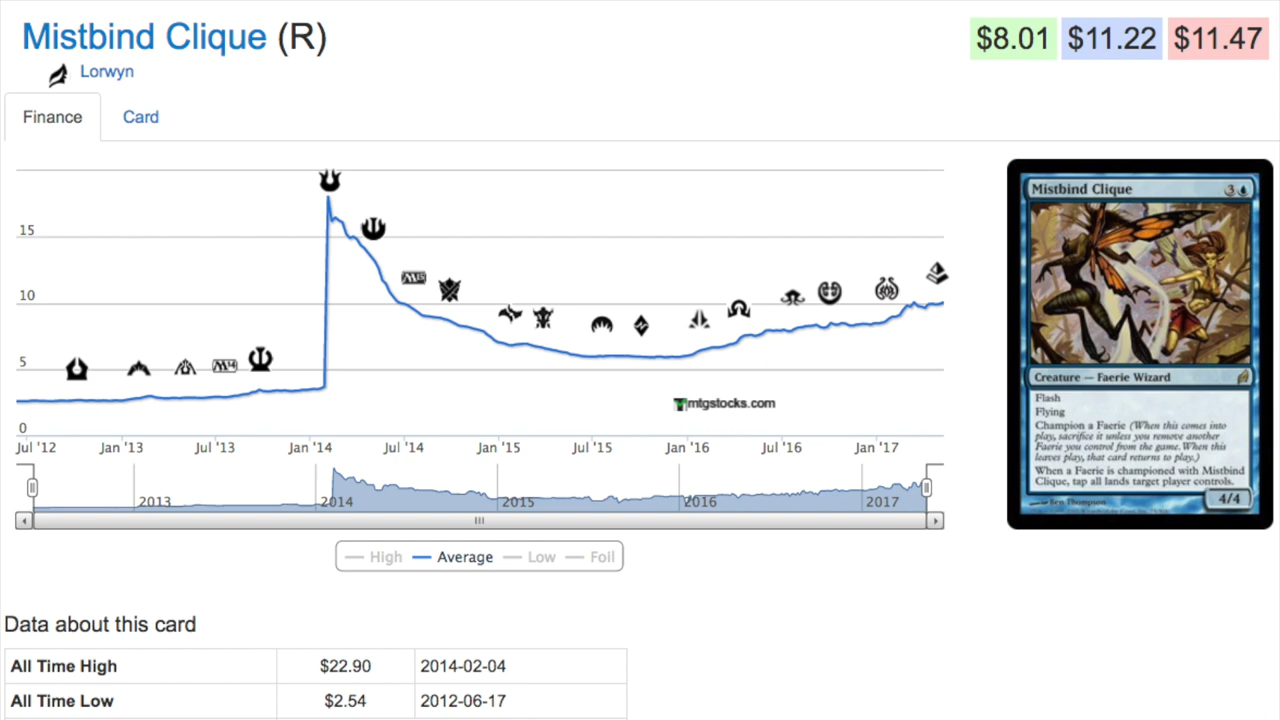 Mistbind Clique (R)
$8.01 $11.22 $11.47
Lorwyn
Finance Card
15
10
5
0
M15
M14
mtgstocks.com
Jul '12 Jan '13 Jul '13 Jan '14 Jul '14 Jan '15 Jul '15 Jan '16 Jul '16 Jan '17
2013 2014 2015 2016 2017
High Average Low Foil
Mistbind Clique 3
Creature — Faerie Wizard
Flash
Flying
Champion a Faerie (When this comes into
play, sacrifice it unless you remove another
Faerie you control from the game. When this
leaves play, that card returns to play.)
When a Faerie is championed with Mistbind
Clique, tap all lands target player controls.
Ben Thompson
4/4
Data about this card
All Time High $22.90 2014-02-04
All Time Low $2.54 2012-06-17